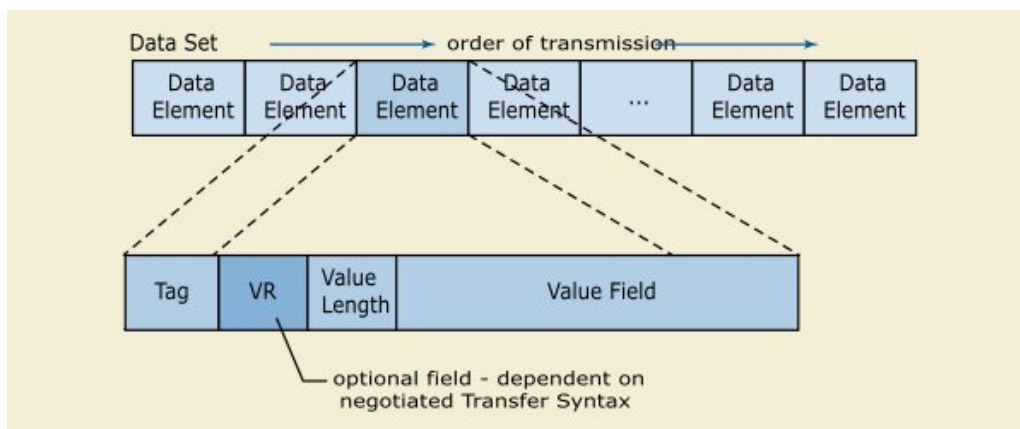 Data Set order of transmission
Data Element
Data Element
Data Element
Data Element
...
Data Element
Data Element
Tag
VR
Value Length
Value Field
optional field - dependent on
negotiated Transfer Syntax